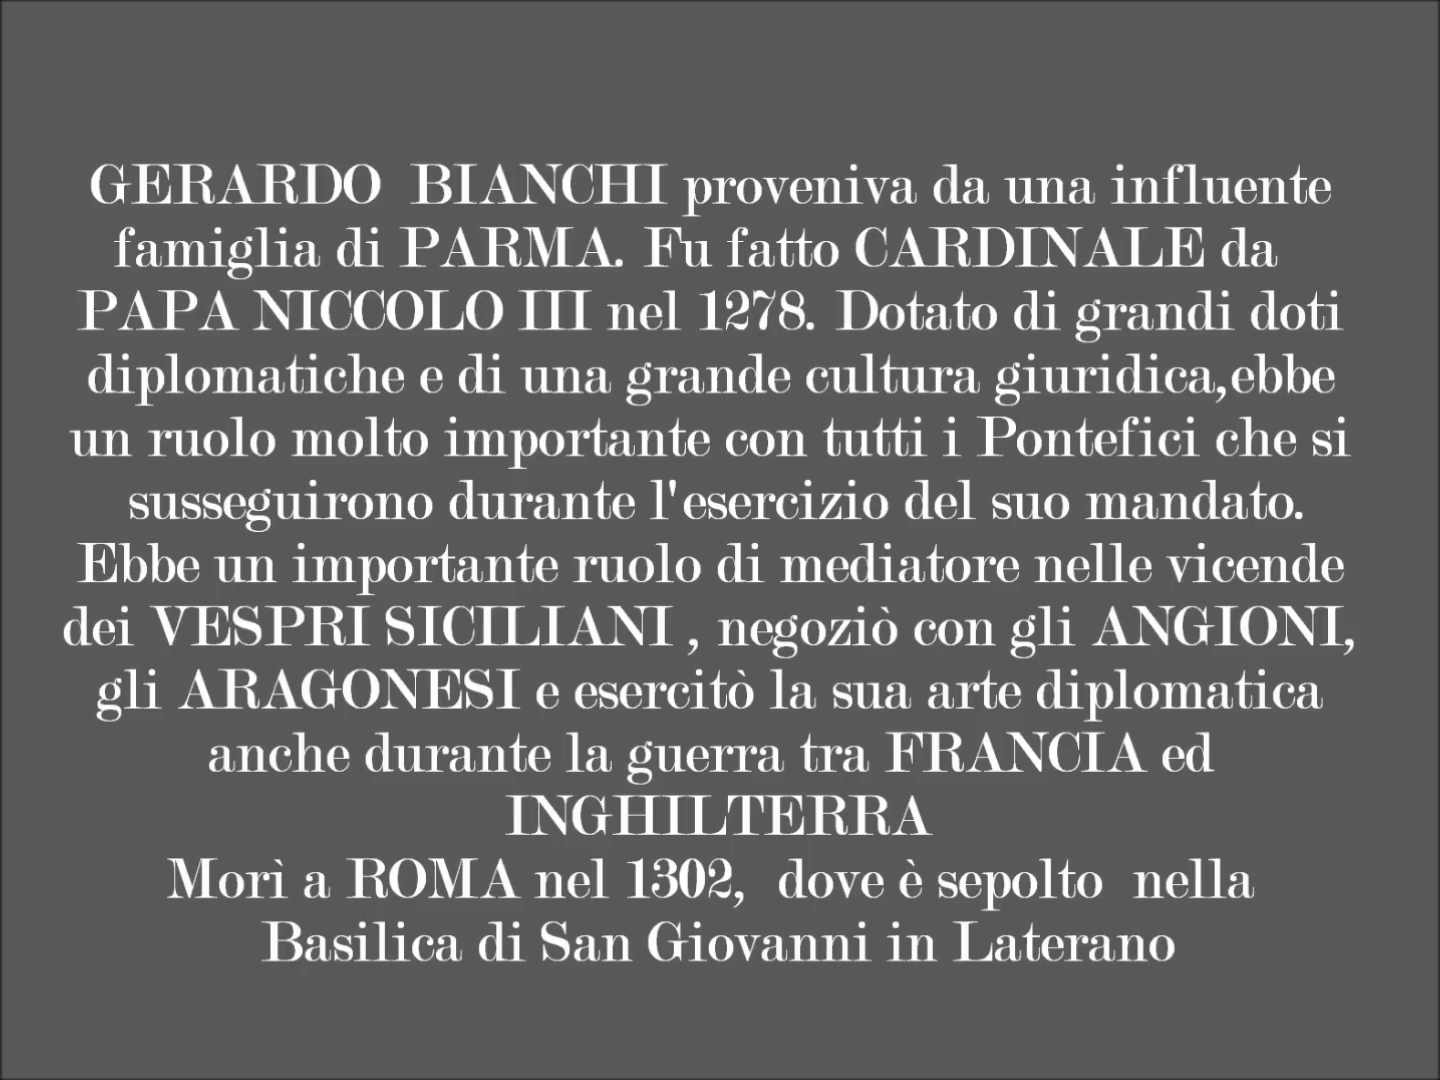 GERARDO BIANCHI proveniva da una influente
famiglia di PARMA. Fu fatto CARDINALE da
PAPA NICCOLO III nel 1278. Dotato di grandi doti
diplomatiche e di una grande cultura giuridica,ebbe
un ruolo molto importante con tutti i Pontefici che si
susseguirono durante l'esercizio del suo mandato.
Ebbe un importante ruolo di mediatore nelle vicende
dei VESPRI SICILIANI , negoziò con gli ANGIONI,
gli ARAGONESI e esercitò la sua arte diplomatica
anche durante la guerra tra FRANCIA ed
INGHILTERRA
Morì a ROMA nel 1302, dove è sepolto nella
Basilica di San Giovanni in Laterano